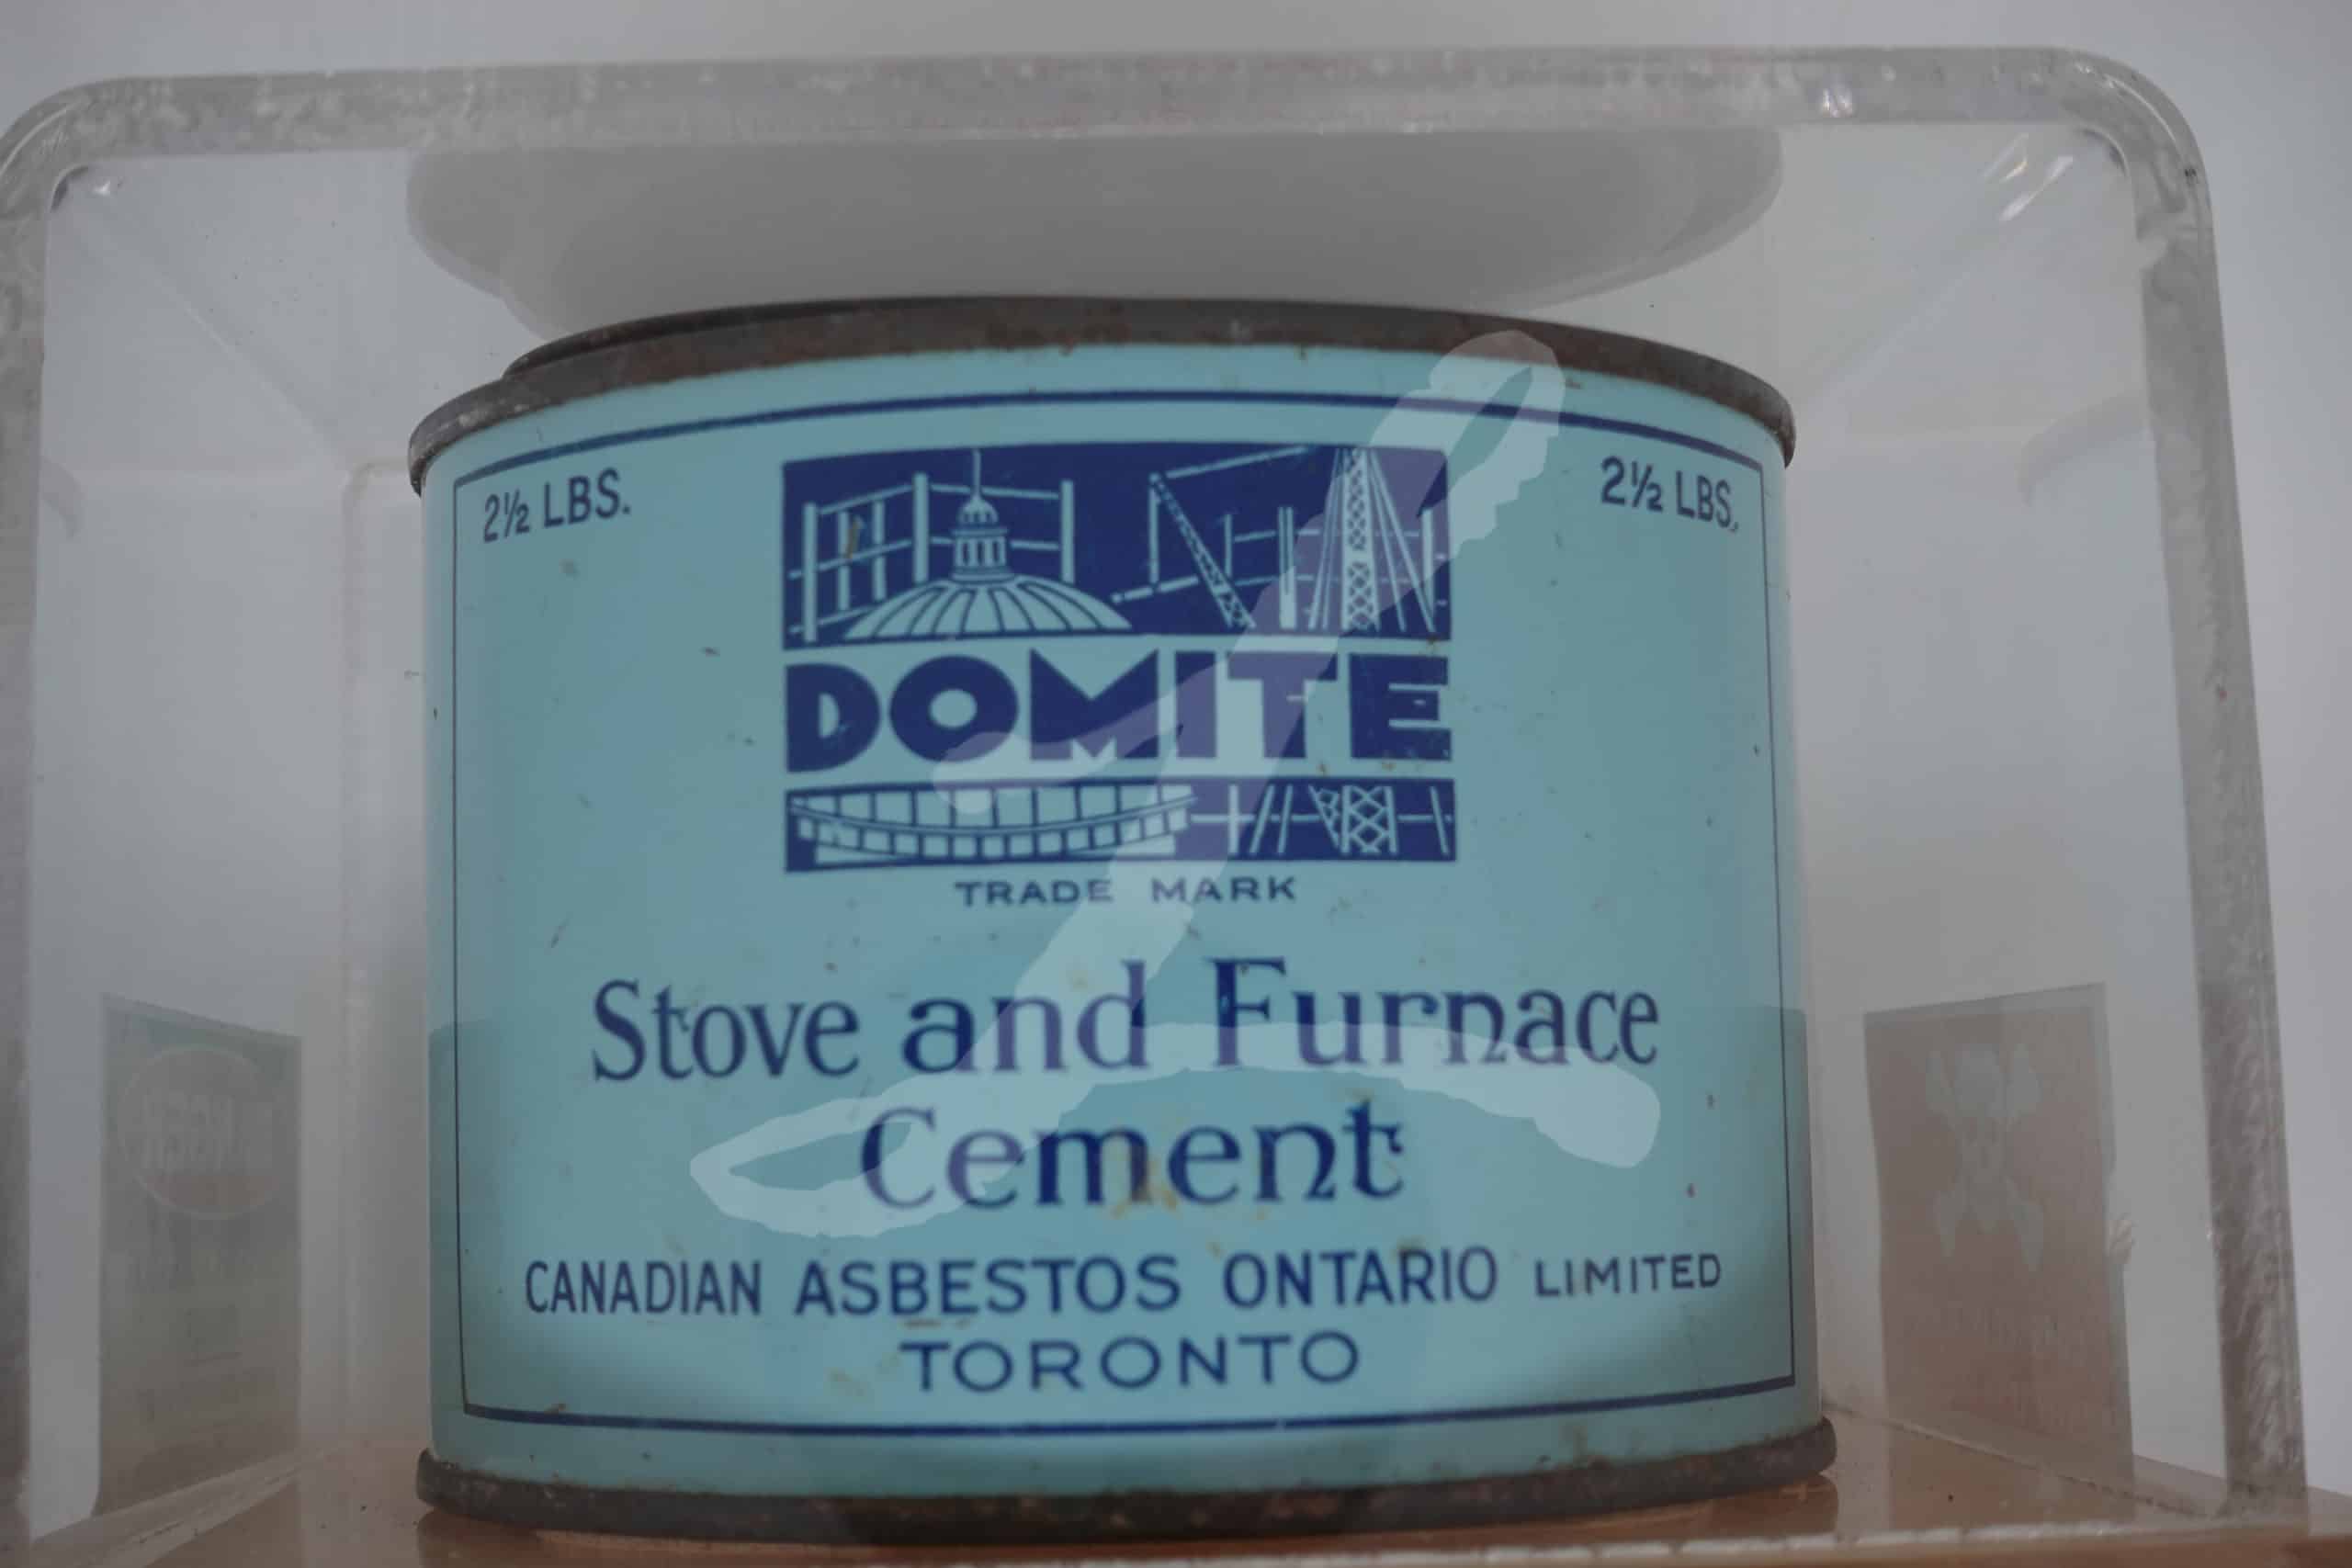 2½ LBS.
2½ LBS.
DOMITE
TRADE MARK
Stove and Furnace
Cement
CANADIAN ASBESTOS ONTARIO LIMITED
TORONTO